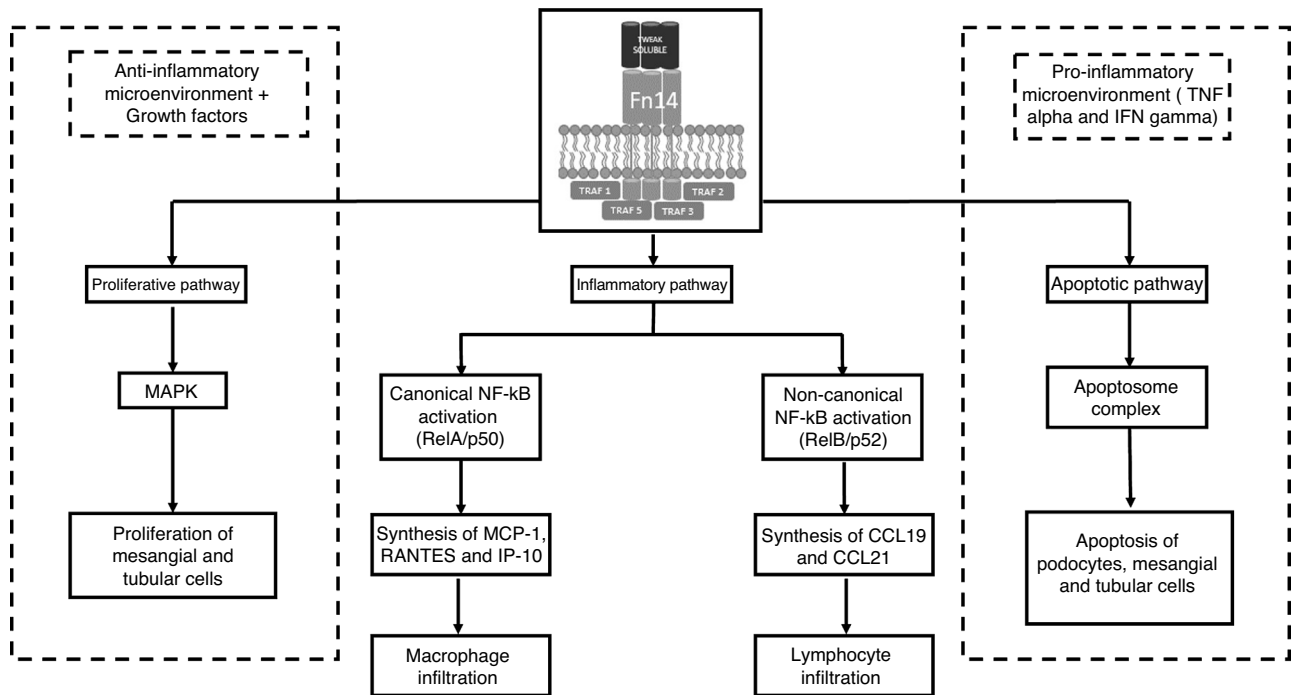 Anti-inflammatory
microenvironment +
Growth factors
TWEAK
SOLUBLE
Fn14
TRAF 1
TRAF 2
TRAF 5
TRAF 3
Pro-inflammatory
microenvironment ( TNF
alpha and IFN gamma)
Proliferative pathway
Inflammatory pathway
Apoptotic pathway
MAPK
Canonical NF-kB
activation
(RelA/p50)
Non-canonical
NF-kB activation
(RelB/p52)
Apoptosome
complex
Proliferation of
mesangial and
tubular cells
Synthesis of MCP-1,
RANTES and IP-10
Synthesis of CCL19
and CCL21
Apoptosis of
podocytes, mesangial
and tubular cells
Macrophage
infiltration
Lymphocyte
infiltration